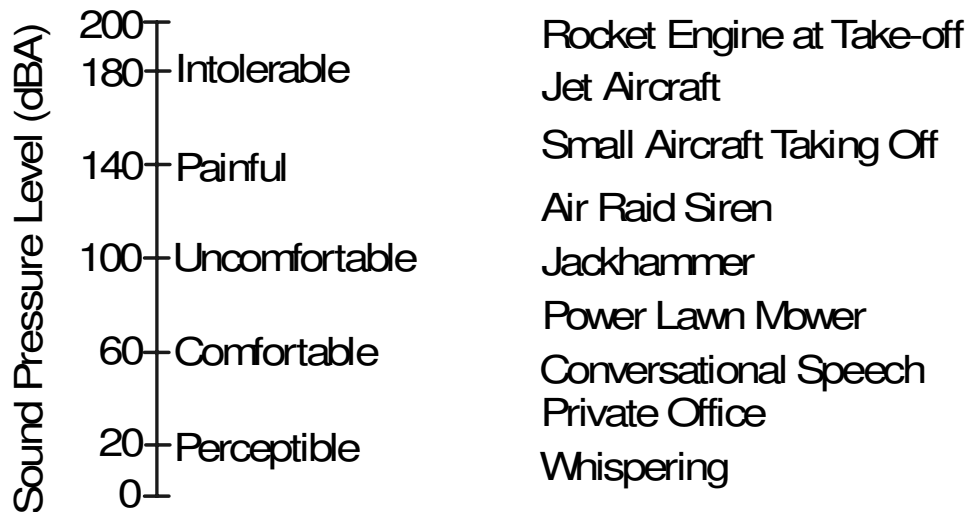 Sound Pressure Level (dBA)
200
Rocket Engine at Take-off
180 Intolerable
Jet Aircraft
Small Aircraft Taking Off
140 Painful
Air Raid Siren
100 Uncomfortable
Jackhammer
Power Lawn Mower
60 Comfortable
Conversational Speech
Private Office
20 Perceptible
Whispering
0